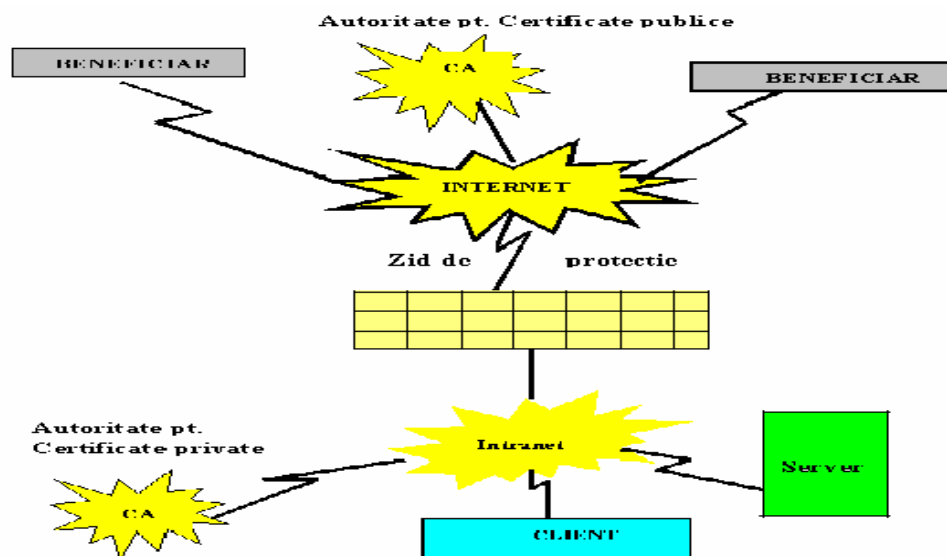 Autoritate pt. Certificate publice
BENEFICIAR
CA
BENEFICIAR
INTERNET
Zid de protectie
Autoritate pt.
Certificate private
Intranet
Server
CA
CLIENT